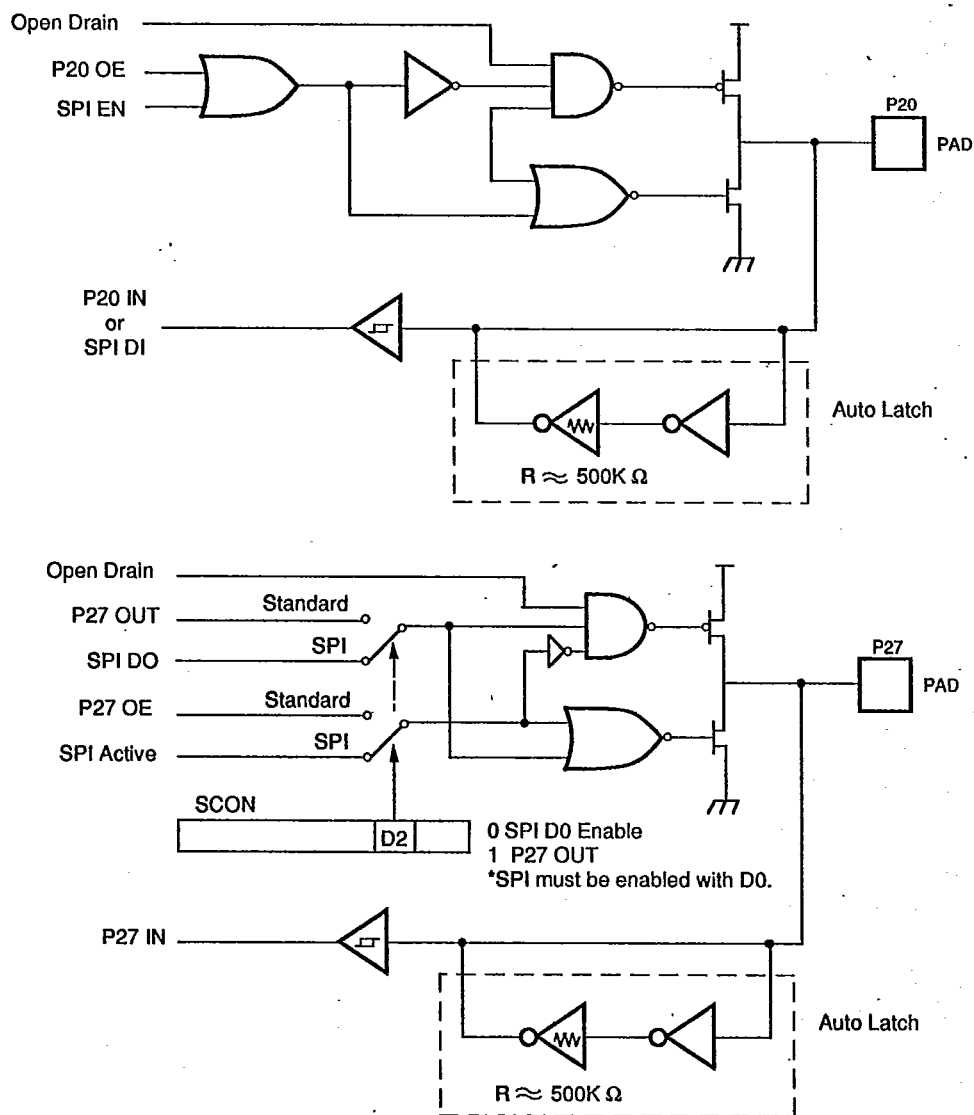 Open Drain
P20 OE
SPI EN
P20
PAD
P20 IN
or
SPI DI
Auto Latch
R ≈ 500K Ω
Open Drain
P27 OUT
Standard
SPI
SPI DO
P27 OE
Standard
SPI
SPI Active
P27
PAD
SCON
D2
0 SPI D0 Enable
1 P27 OUT
*SPI must be enabled with D0.
P27 IN
Auto Latch
R ≈ 500K Ω